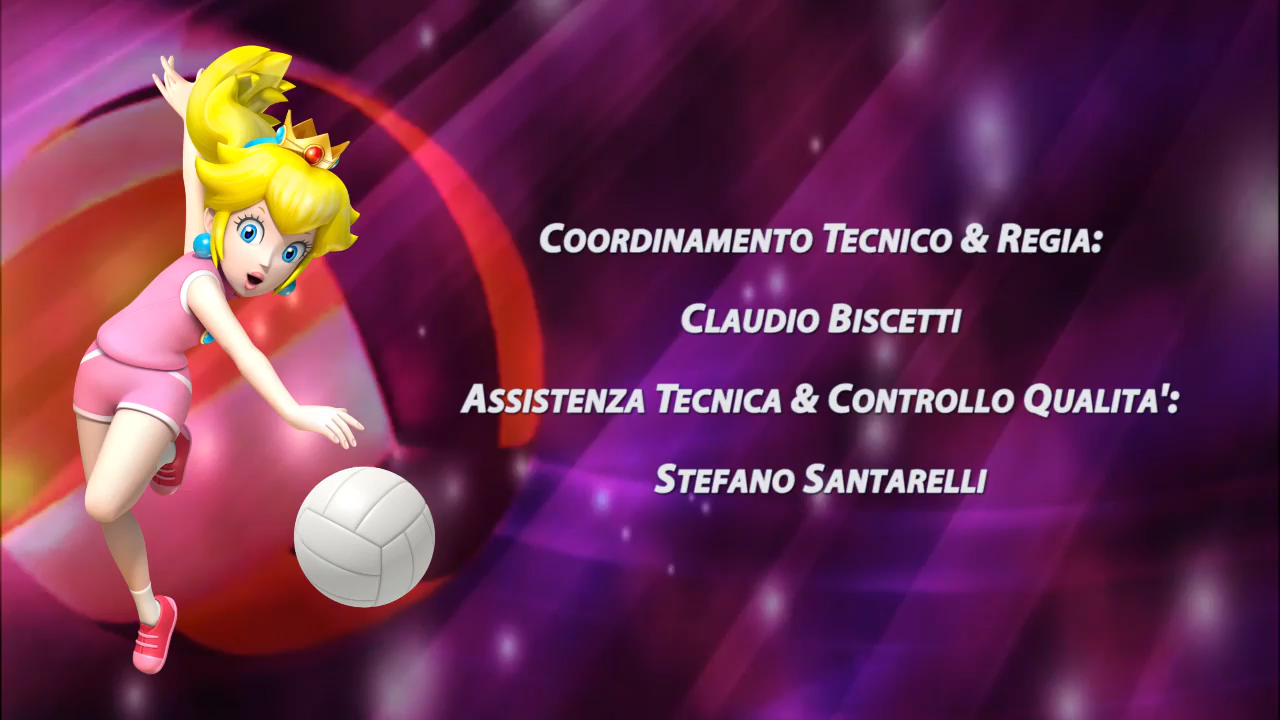 Coordinamento Tecnico & Regia:
Claudio Biscetti
Assistenza Tecnica & Controllo Qualita':
Stefano Santarelli